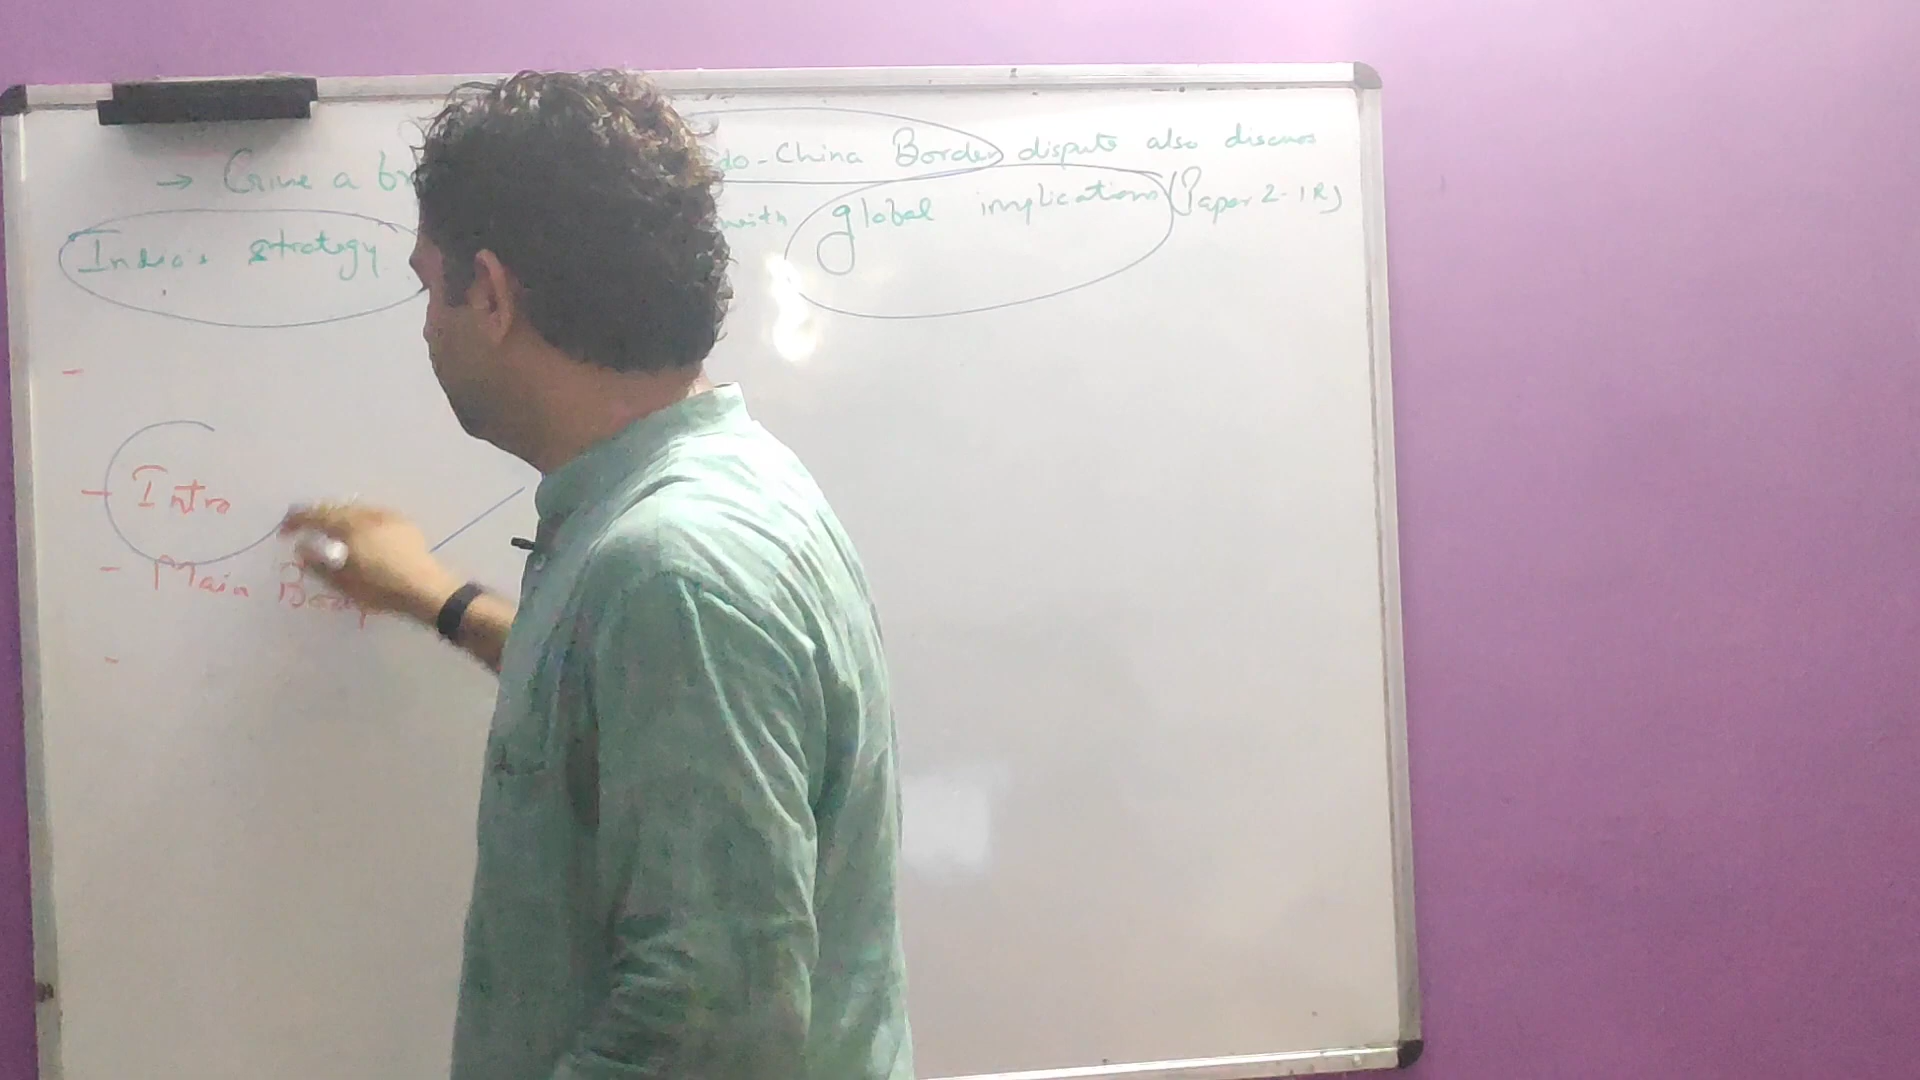 → Give a br do-China Border dispute also discuss
India's strategy with global implications (Paper 2-IR)
- Intro
- Main Body
-